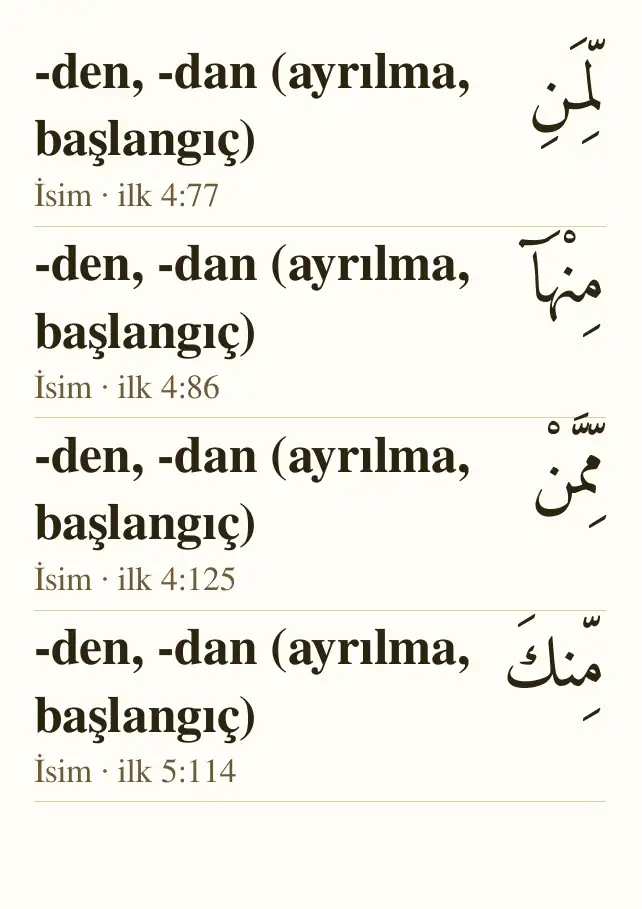 -den, -dan (ayrılma, لِّمَنِ
başlangıç)
İsim · ilk 4:77
-den, -dan (ayrılma, مِنْهَآ
başlangıç)
İsim · ilk 4:86
-den, -dan (ayrılma, مِّمَّنْ
başlangıç)
İsim · ilk 4:125
-den, -dan (ayrılma, مِّنكَ
başlangıç)
İsim · ilk 5:114